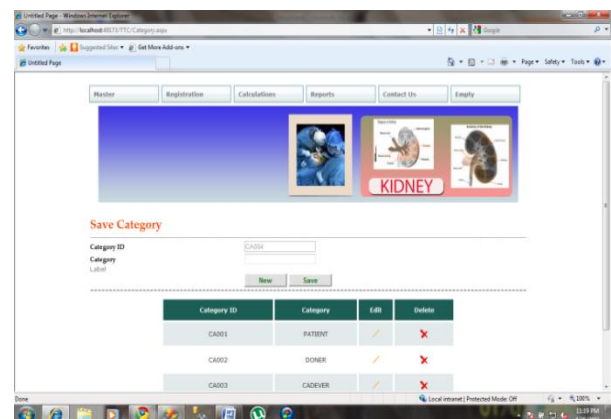 Untitled Page - Windows Internet Explorer
Google
Favorites Suggested Sites Get More Add-ons
Untitled Page Page Safety Tools
Master Registration Calculations Reports Contact Us Empty
KIDNEY
Save Category
Category ID CA004
Category
Label
New Save
Category ID Category Edit Delete
CA001 PATIENT
CA002 DONER
CA003 CADEVER
Done Local intranet | Protected Mode: Off 100%
11:19 PM